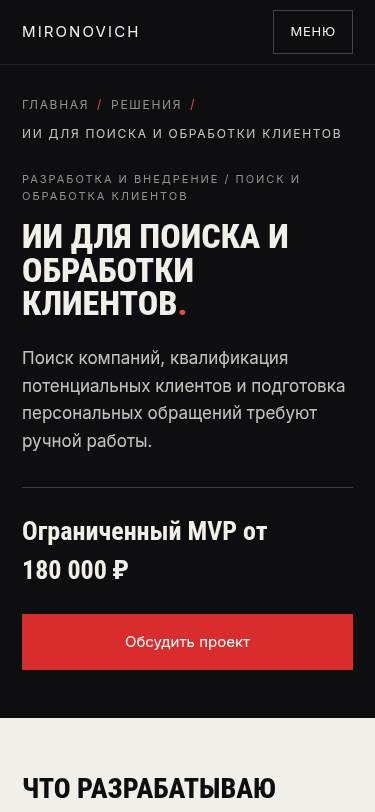 MIRONOVICH
МЕНЮ
ГЛАВНАЯ / РЕШЕНИЯ /
ИИ ДЛЯ ПОИСКА И ОБРАБОТКИ КЛИЕНТОВ
РАЗРАБОТКА И ВНЕДРЕНИЕ / ПОИСК И
ОБРАБОТКА КЛИЕНТОВ
ИИ ДЛЯ ПОИСКА И
ОБРАБОТКИ
КЛИЕНТОВ.
Поиск компаний, квалификация
потенциальных клиентов и подготовка
персональных обращений требуют
ручной работы.
Ограниченный MVP от
180 000 ₽
Обсудить проект
ЧТО РАЗРАБАТЫВАЮ